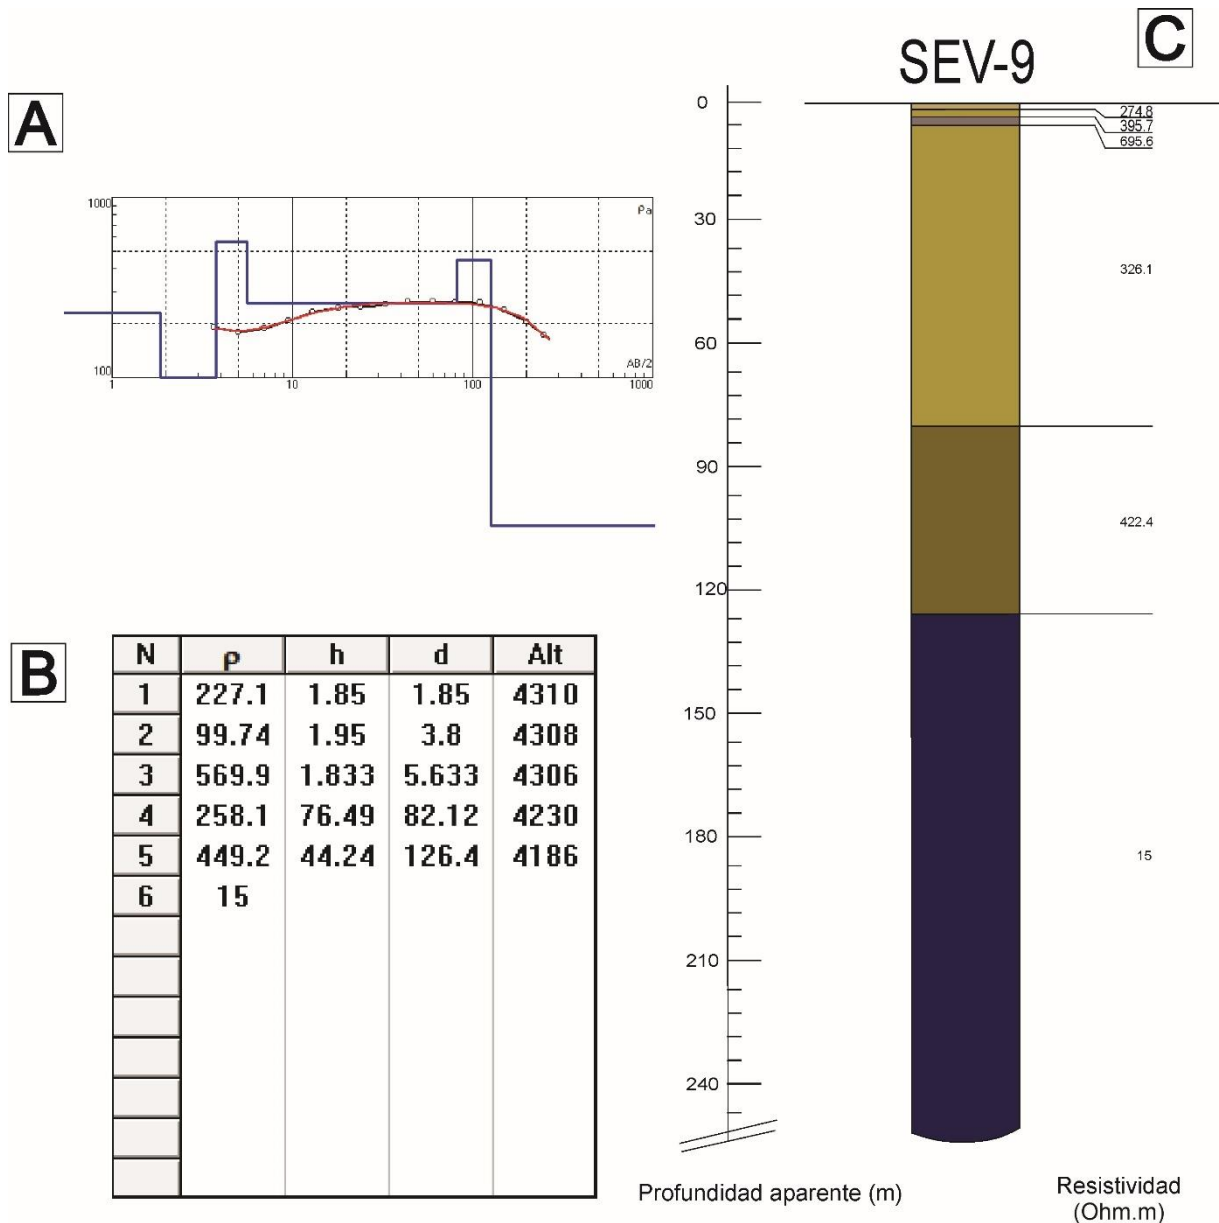 A
1000
ρa
100
AB/2
1 10 100 1000
B
N ρ h d Alt
1 227.1 1.85 1.85 4310
2 99.74 1.95 3.8 4308
3 569.9 1.833 5.633 4306
4 258.1 76.49 82.12 4230
5 449.2 44.24 126.4 4186
6 15
C
SEV-9
0
30
60
90
120
150
180
210
240
274.8
395.7
695.6
326.1
422.4
15
Profundidad aparente (m)
Resistividad
(Ohm.m)